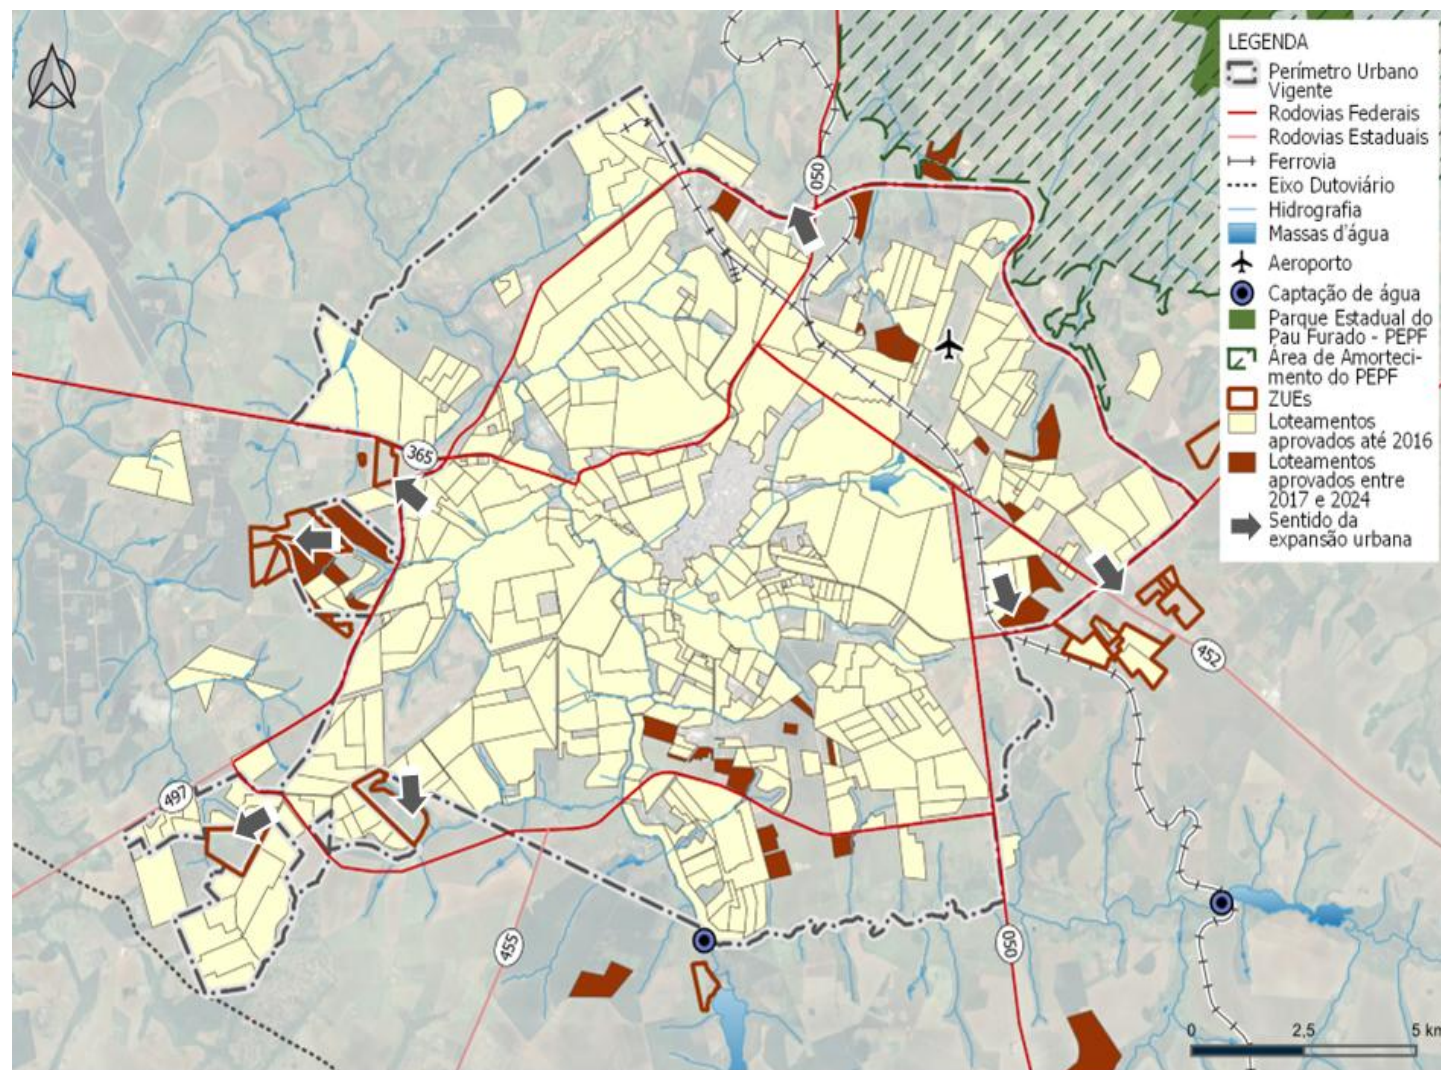 LEGENDA
Perímetro Urbano
Vigente
Rodovias Federais
Rodovias Estaduais
Ferrovia
Eixo Dutoviário
Hidrografia
Massas d'água
Aeroporto
Captação de água
Parque Estadual do
Pau Furado - PEPF
Área de Amorteci-
mento do PEPF
ZUEs
Loteamentos
aprovados até 2016
Loteamentos
aprovados entre
2017 e 2024
Sentido da
expansão urbana
050
365
452
497
455
050
0 2,5 5 km